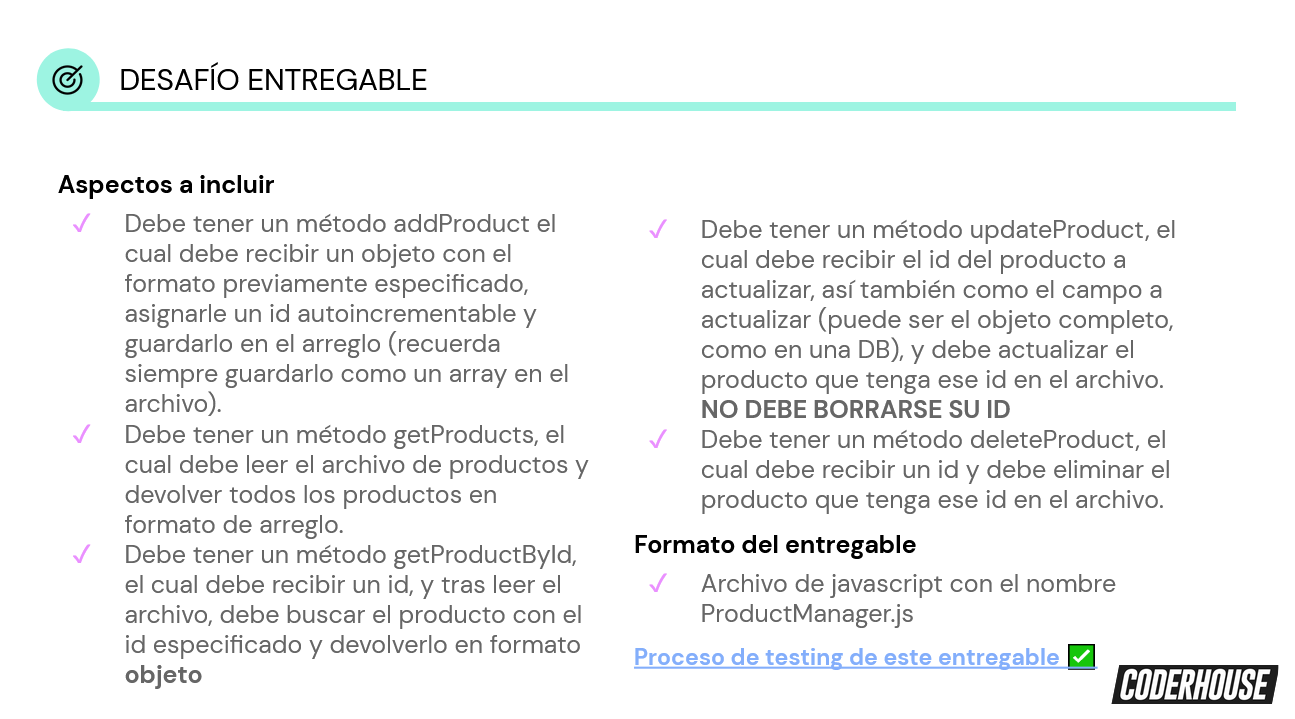 DESAFÍO ENTREGABLE
Aspectos a incluir
✓ Debe tener un método addProduct el
cual debe recibir un objeto con el
formato previamente especificado,
asignarle un id autoincrementable y
guardarlo en el arreglo (recuerda
siempre guardarlo como un array en el
archivo).
✓ Debe tener un método getProducts, el
cual debe leer el archivo de productos y
devolver todos los productos en
formato de arreglo.
✓ Debe tener un método getProductById,
el cual debe recibir un id, y tras leer el
archivo, debe buscar el producto con el
id especificado y devolverlo en formato
objeto
✓ Debe tener un método updateProduct, el
cual debe recibir el id del producto a
actualizar, así también como el campo a
actualizar (puede ser el objeto completo,
como en una DB), y debe actualizar el
producto que tenga ese id en el archivo.
NO DEBE BORRARSE SU ID
✓ Debe tener un método deleteProduct, el
cual debe recibir un id y debe eliminar el
producto que tenga ese id en el archivo.
Formato del entregable
✓ Archivo de javascript con el nombre
ProductManager.js
Proceso de testing de este entregable ✅
CODERHOUSE